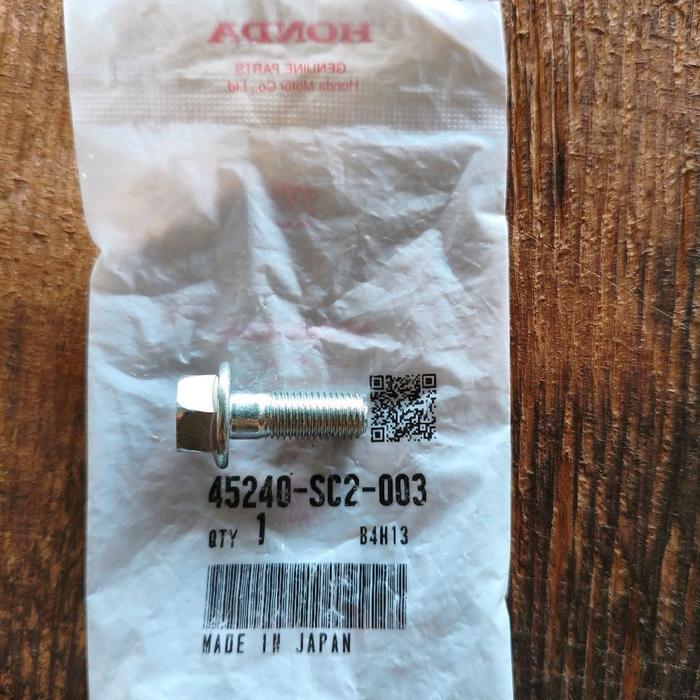 HONDA
GENUINE PARTS
Honda Motor Co., Ltd.
45240-SC2-003
QTY 1 B4H13
MADE IN JAPAN